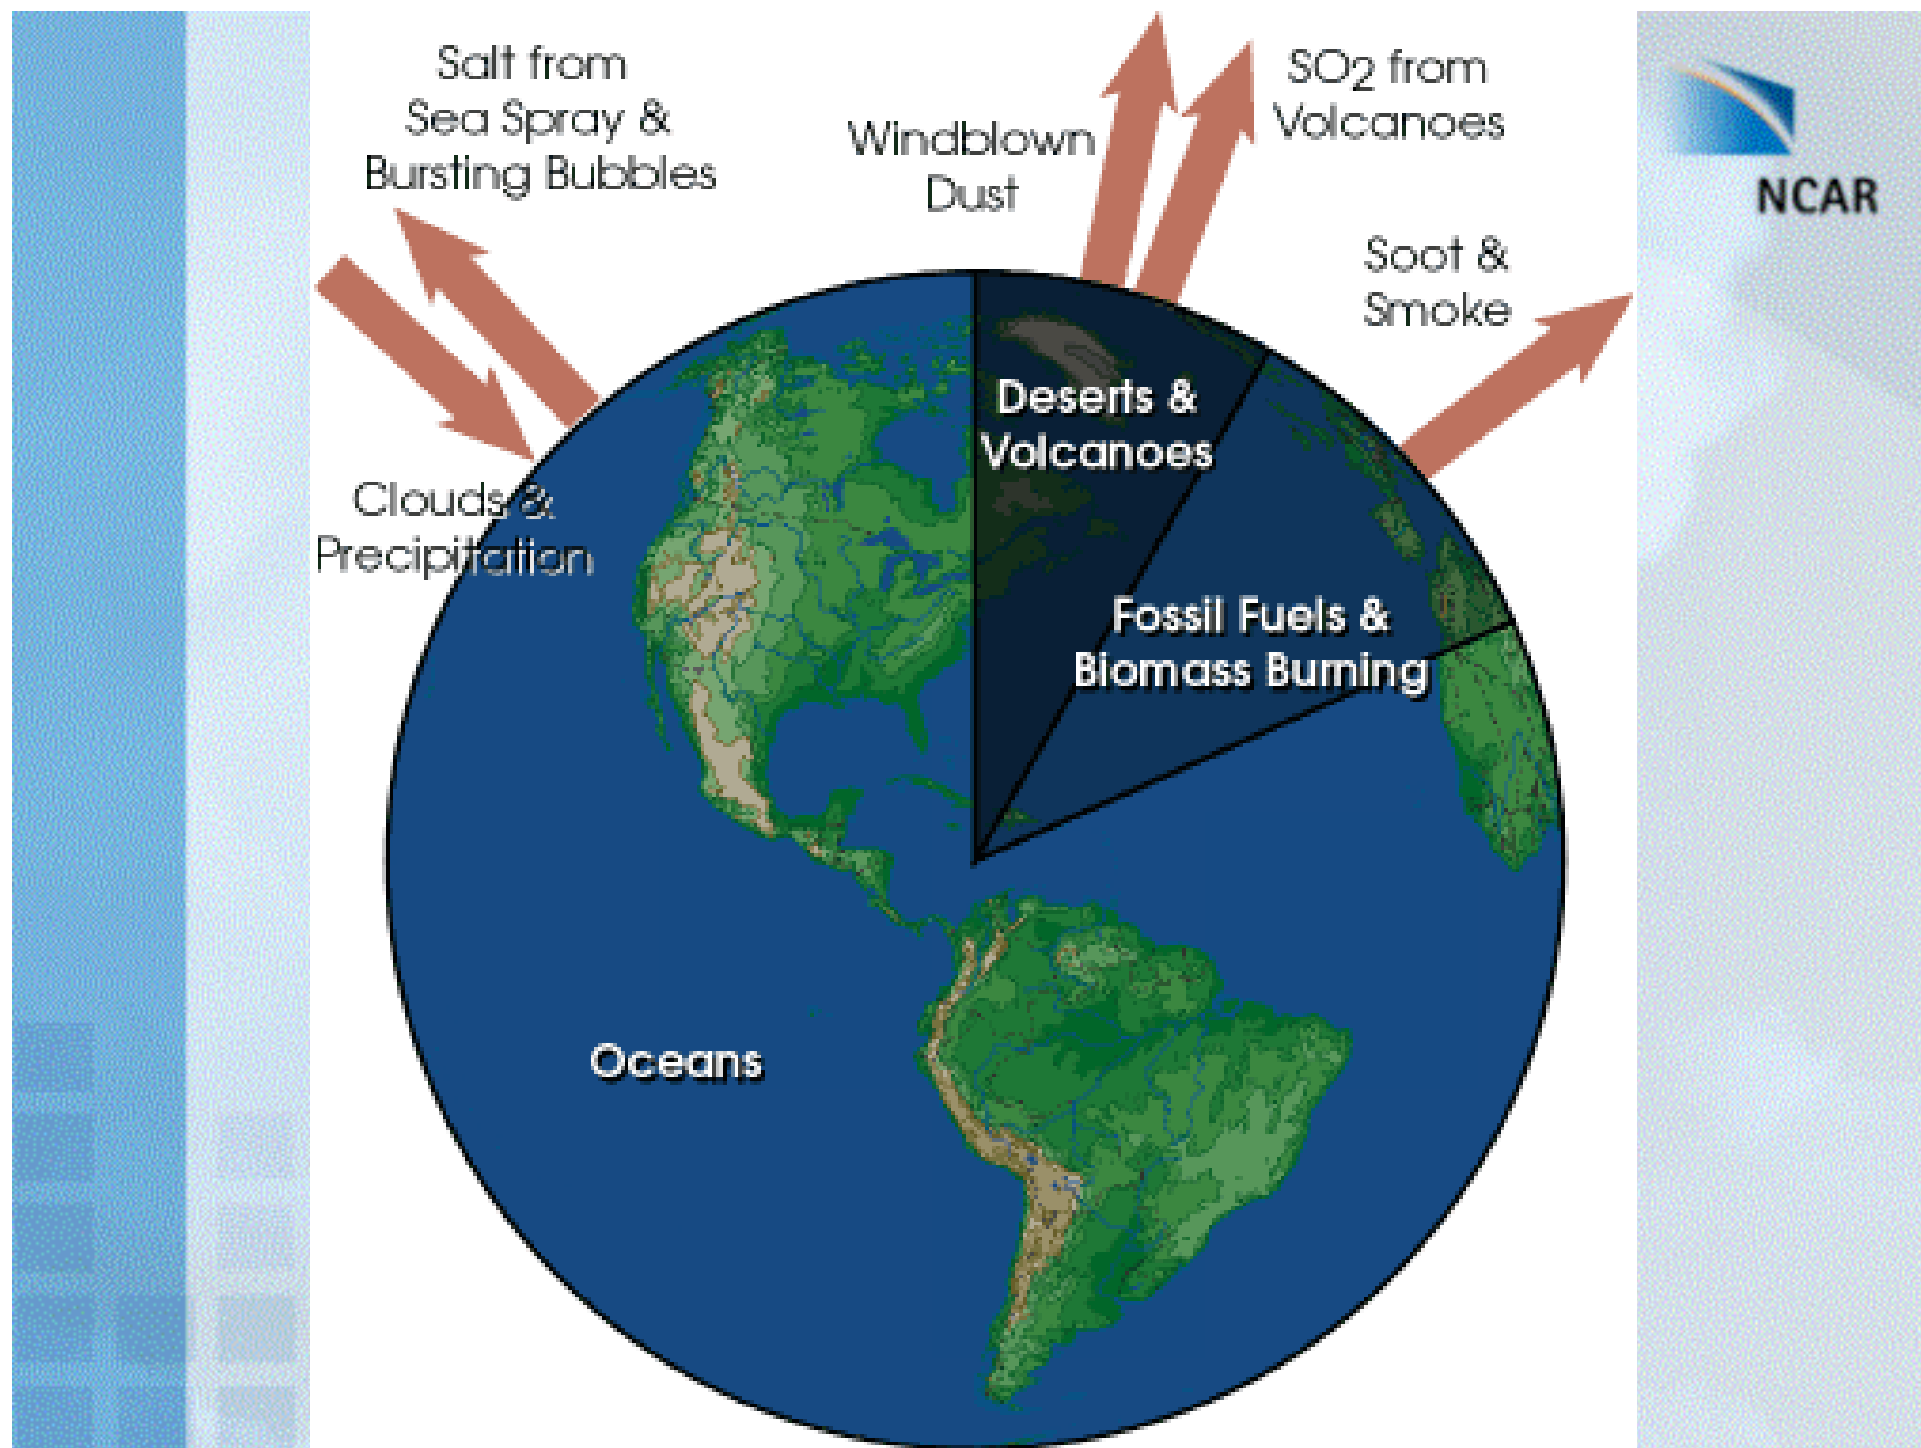 Salt from
Sea Spray &
Bursting Bubbles
Windblown
Dust
SO2 from
Volcanoes
NCAR
Soot &
Smoke
Deserts &
Volcanoes
Clouds &
Precipitation
Fossil Fuels &
Biomass Burning
Oceans